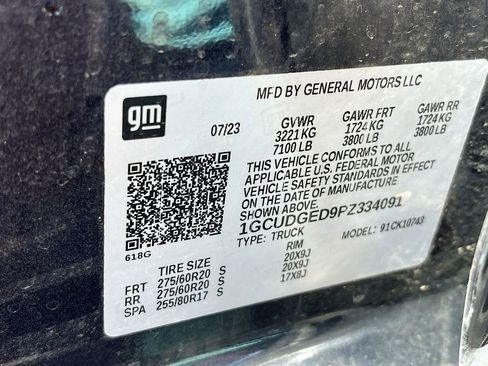 MFD BY GENERAL MOTORS LLC
gm
07/23 GVWR GAWR FRT GAWR RR
3221 KG 1724 KG 1724 KG
7100 LB 3800 LB 3800 LB
THIS VEHICLE CONFORMS TO ALL
APPLICABLE U.S. FEDERAL MOTOR
VEHICLE SAFETY STANDARDS IN EFFECT
ON THE DATE OF MANUFACTURE
SHOWN ABOVE.
1GCUDGED9PZ334091
TYPE: TRUCK MODEL: 91CK10743
618G
TIRE SIZE RIM
FRT 275/60R20 S 20X9J
RR 275/60R20 S 20X9J
SPA 255/80R17 S 17X8J